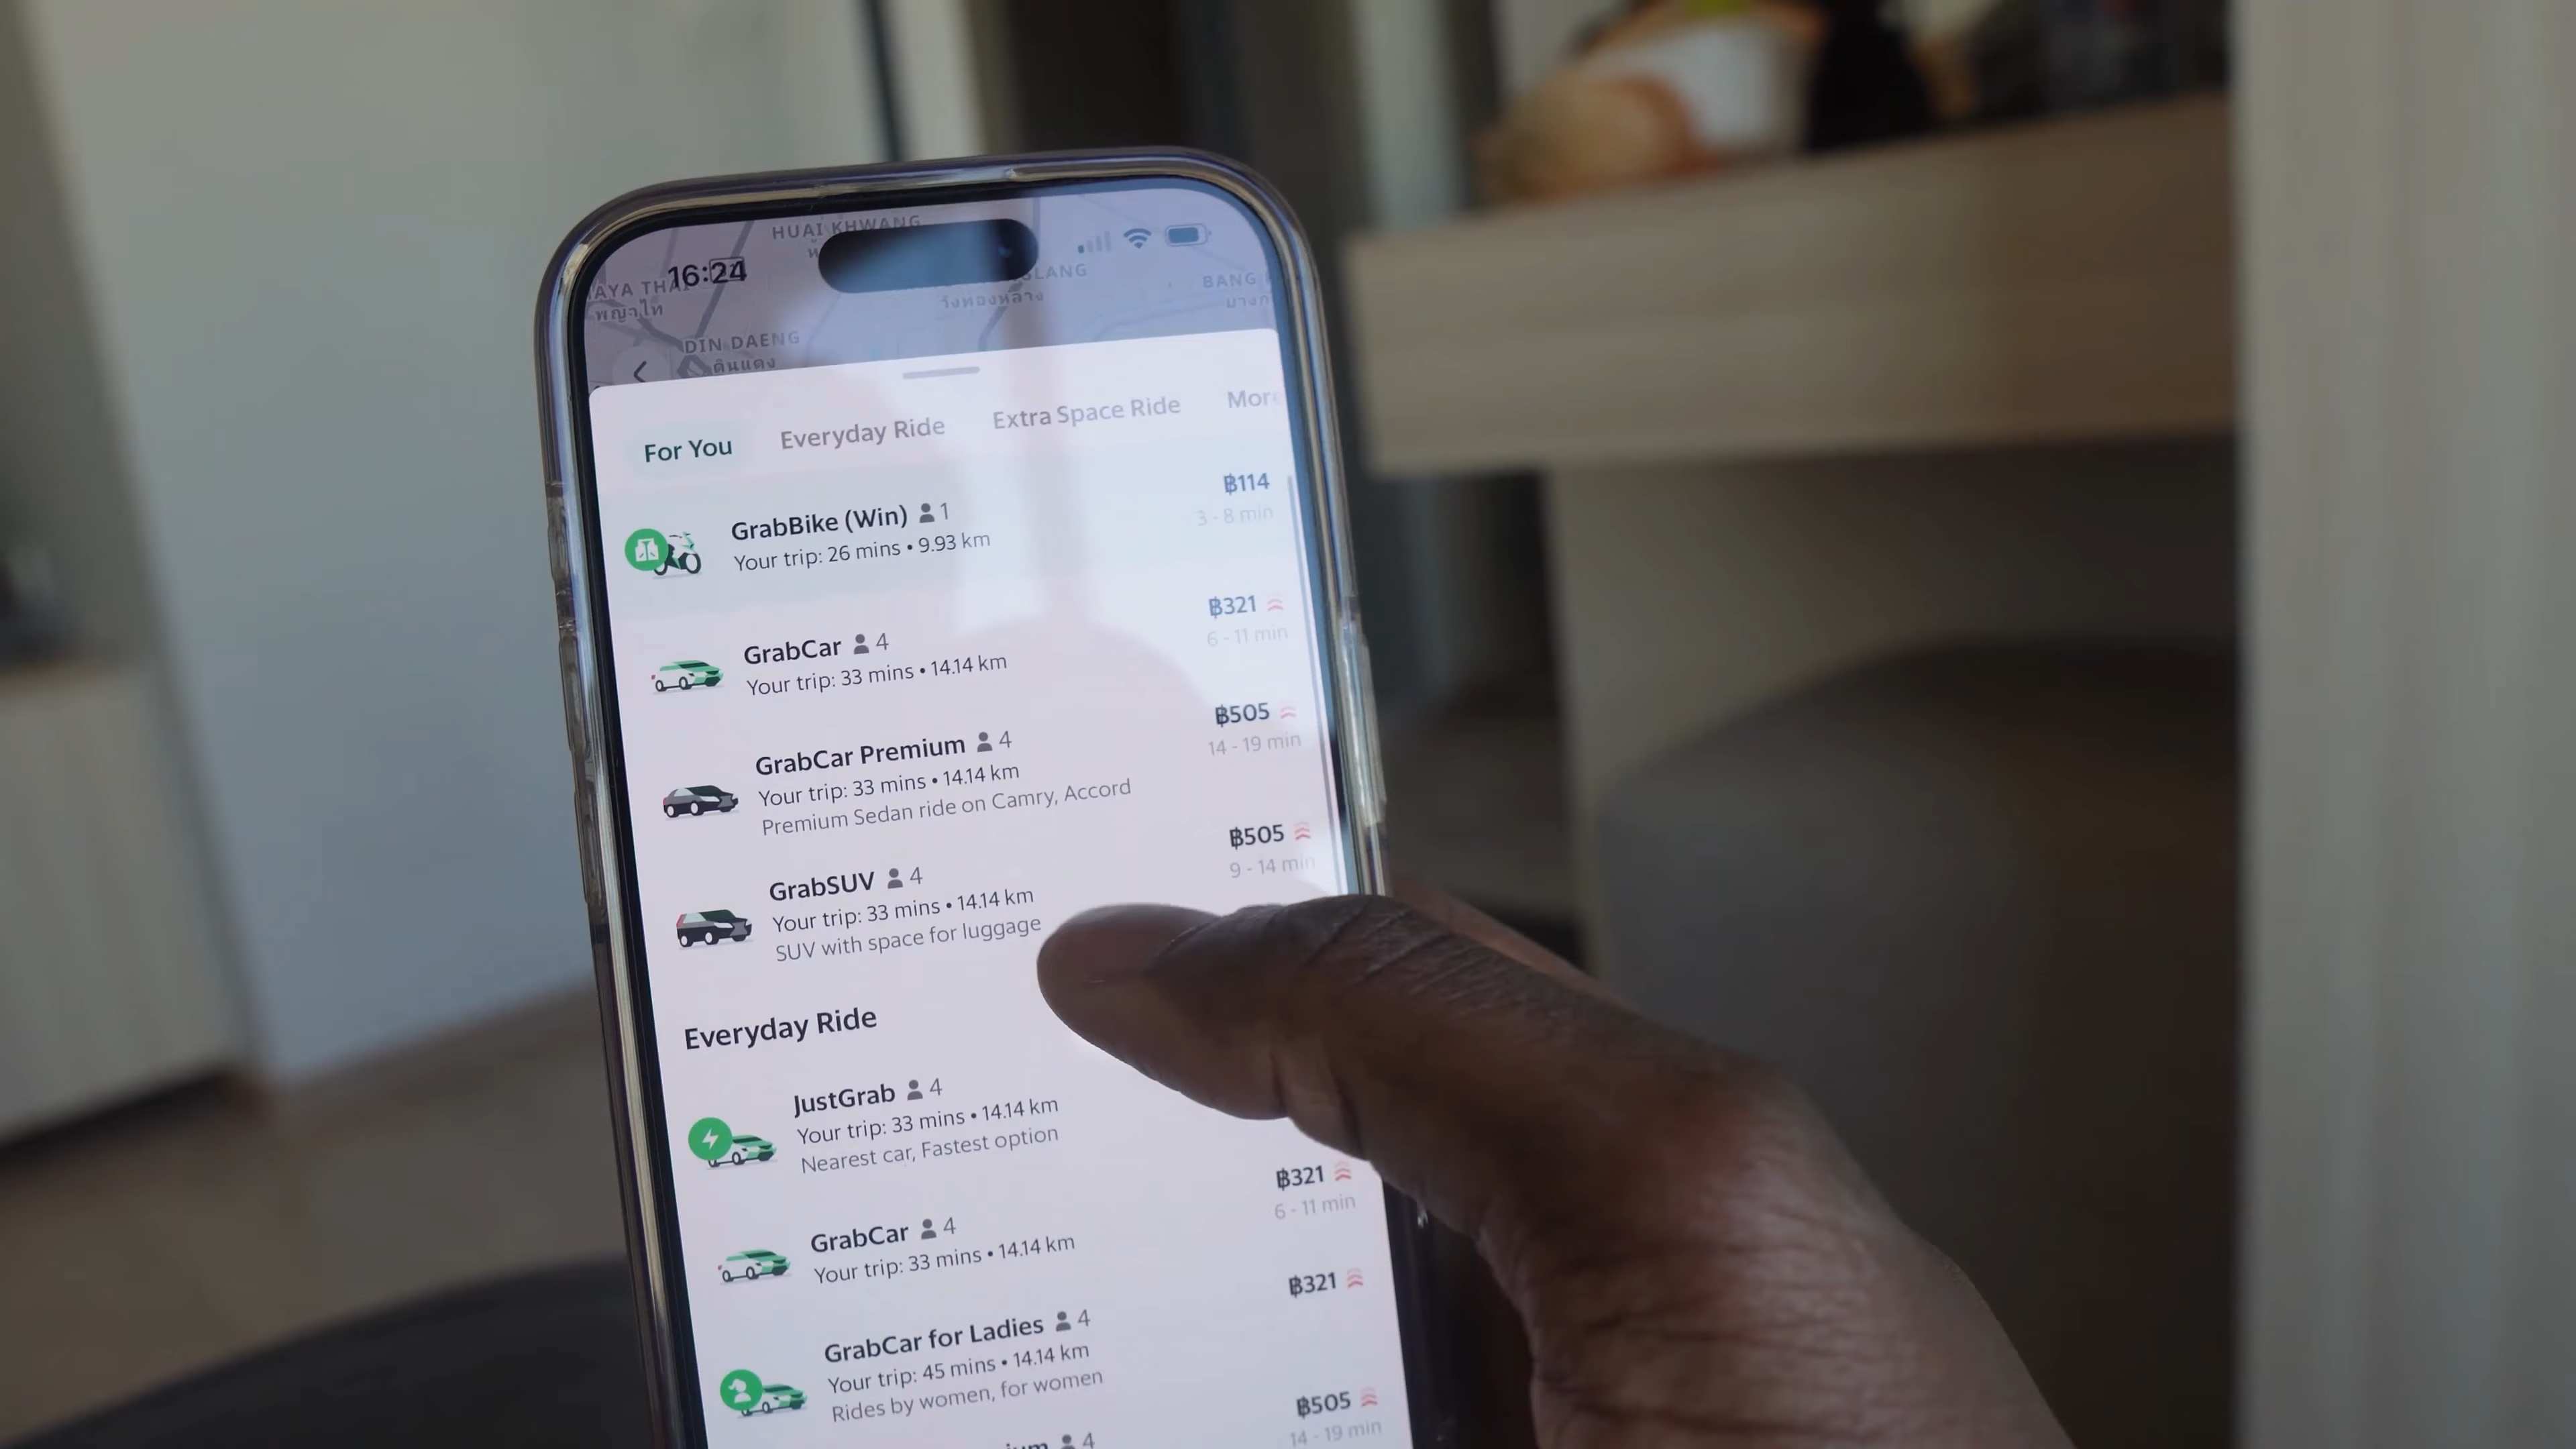 HUAI KHWANG
16:24
AYA THA
พญาไท
SLANG
วังทองหลาง
BANG
บางก
DIN DAENG
ดินแดง
For You
Everyday Ride
Extra Space Ride
More
GrabBike (Win) 1
฿114
Your trip: 26 mins • 9.93 km
3 - 8 min
GrabCar 4
฿321
Your trip: 33 mins • 14.14 km
6 - 11 min
GrabCar Premium 4
฿505
Your trip: 33 mins • 14.14 km
14 - 19 min
Premium Sedan ride on Camry, Accord
GrabSUV 4
฿505
Your trip: 33 mins • 14.14 km
9 - 14 min
SUV with space for luggage
Everyday Ride
JustGrab 4
Your trip: 33 mins • 14.14 km
Nearest car, Fastest option
GrabCar 4
฿321
Your trip: 33 mins • 14.14 km
6 - 11 min
GrabCar for Ladies 4
฿321
Your trip: 45 mins • 14.14 km
Rides by women, for women
4
฿505
14 - 19 min